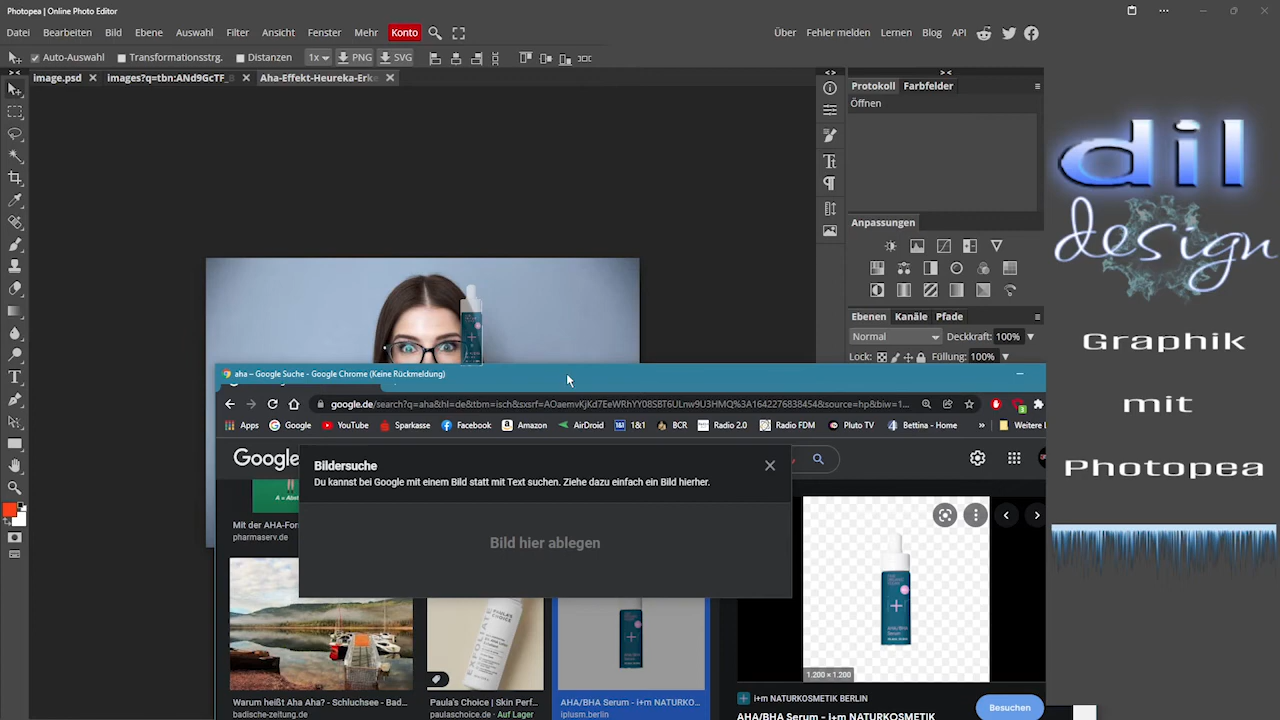 Photopea | Online Photo Editor
Datei Bearbeiten Bild Ebene Auswahl Filter Ansicht Fenster Mehr Konto Über Fehler melden Lernen Blog API
Auto-Auswahl Transformationsstrg. Distanzen 1x PNG SVG
image.psd images?q=tbn:ANd9GcTF_ Aha-Effekt-Heureka-Erke
Protokoll Farbfelder
Öffnen
Anpassungen
Ebenen Kanäle Pfade
Normal Deckkraft: 100%
Lock: Füllung: 100%
dil
design
Graphik
mit
Photopea
aha – Google Suche - Google Chrome (Keine Rückmeldung)
google.de/search?q=aha&hl=de&tbm=isch&sxsrf=AOaemvKjKd7EeWRhYY08SBT6ULnw9U3HMQ%3A1642276838454&source=hp&biw=1...
Apps Google YouTube Sparkasse Facebook Amazon AirDroid 1&1 BCR Radio 2.0 Radio FDM Pluto TV Bettina - Home » Weitere L
Google
Bildersuche
Du kannst bei Google mit einem Bild statt mit Text suchen. Ziehe dazu einfach ein Bild hierher.
Bild hier ablegen
Mit der AHA-For
pharmaserv.de
AHA/BHA
1.200 × 1.200
Warum heißt Aha Aha? - Schluchsee - Bad...
badische-zeitung.de
Paula's Choice | Skin Perf...
paulaschoice.de · Auf Lager
AHA/BHA Serum - i+m NATURKO...
iplusm.berlin
i+m NATURKOSMETIK BERLIN
AHA/BHA Serum - i+m NATURKOSMETIK
Besuchen